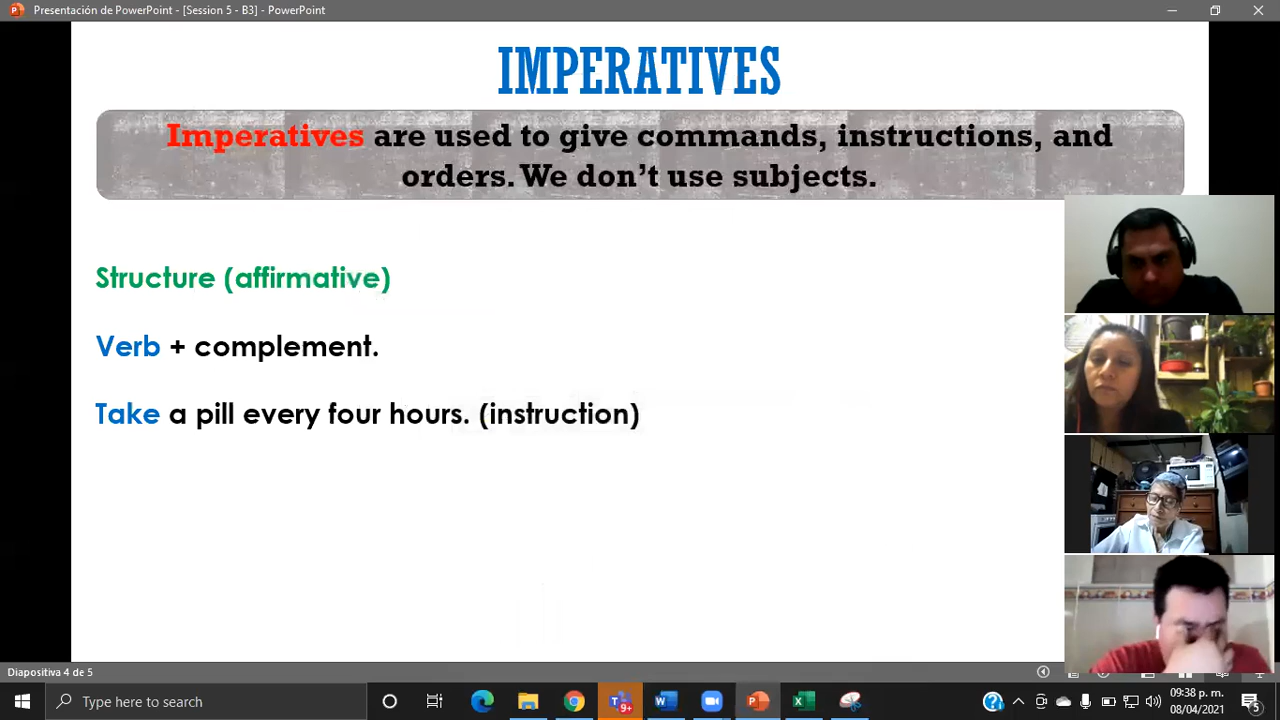 Presentación de PowerPoint - [Session 5 - B3] - PowerPoint
IMPERATIVES
Imperatives are used to give commands, instructions, and
orders. We don’t use subjects.
Structure (affirmative)
Verb + complement.
Take a pill every four hours. (instruction)
Diapositiva 4 de 5
Type here to search
9+
09:38 p. m.
08/04/2021
5